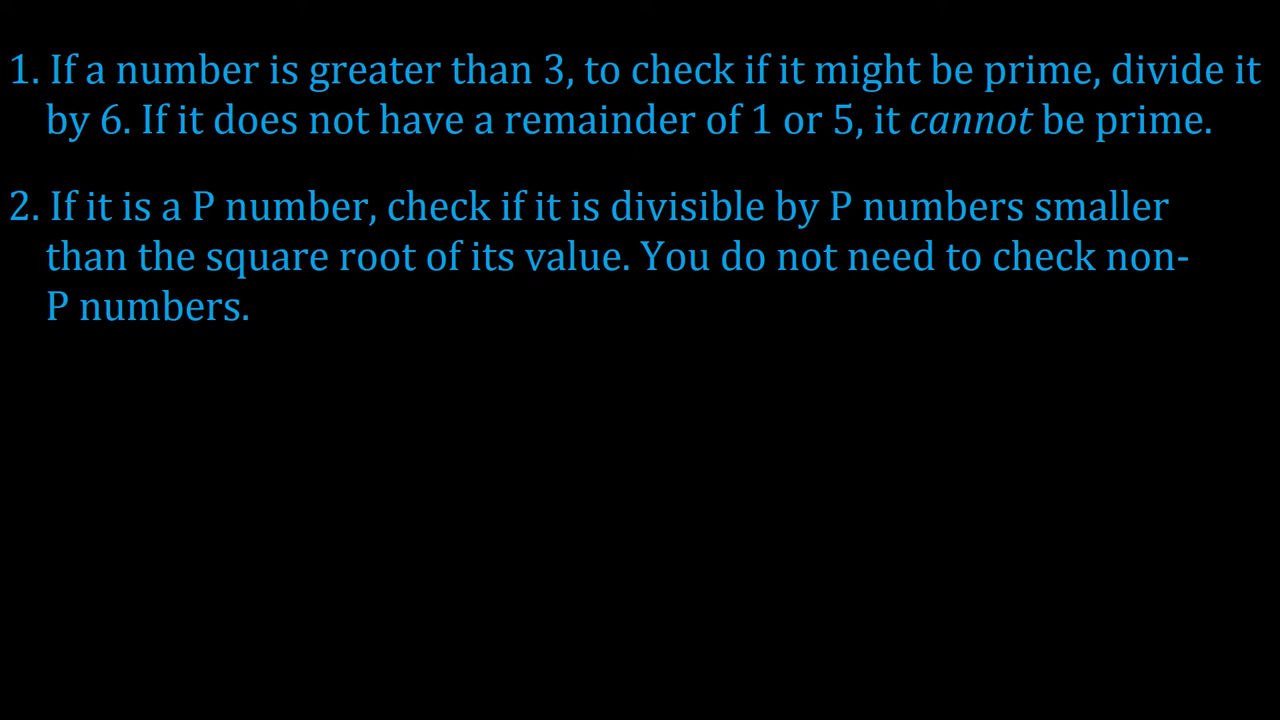 1. If a number is greater than 3, to check if it might be prime, divide it
by 6. If it does not have a remainder of 1 or 5, it cannot be prime.
2. If it is a P number, check if it is divisible by P numbers smaller
than the square root of its value. You do not need to check non-
P numbers.